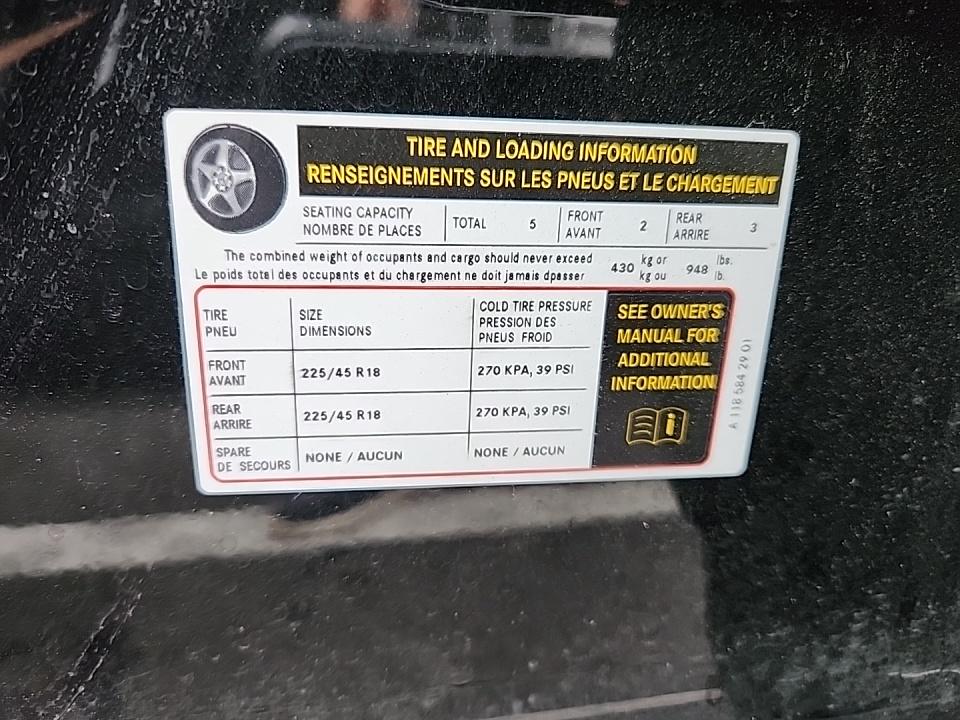 TIRE AND LOADING INFORMATION
RENSEIGNEMENTS SUR LES PNEUS ET LE CHARGEMENT
SEATING CAPACITY TOTAL 5 FRONT 2 REAR 3
NOMBRE DE PLACES AVANT ARRIRE
The combined weight of occupants and cargo should never exceed 430 kg or 948 lbs.
Le poids total des occupants et du chargement ne doit jamais dpasser kg ou lb.
TIRE SIZE COLD TIRE PRESSURE
PNEU DIMENSIONS PRESSION DES
PNEUS FROID
FRONT 225/45 R18 270 KPA, 39 PSI
AVANT
REAR 225/45 R18 270 KPA, 39 PSI
ARRIRE
SPARE NONE / AUCUN NONE / AUCUN
DE SECOURS
SEE OWNER'S
MANUAL FOR
ADDITIONAL
INFORMATION
A 118 584 29 01